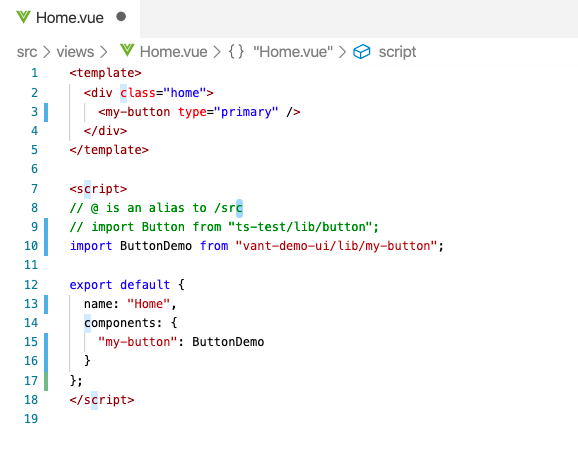 Home.vue
src > views > Home.vue > {} "Home.vue" > script
1 <template>
2   <div class="home">
3     <my-button type="primary" />
4   </div>
5 </template>
6
7 <script>
8 // @ is an alias to /src
9 // import Button from "ts-test/lib/button";
10 import ButtonDemo from "vant-demo-ui/lib/my-button";
11
12 export default {
13   name: "Home",
14   components: {
15     "my-button": ButtonDemo
16   }
17 };
18 </script>
19